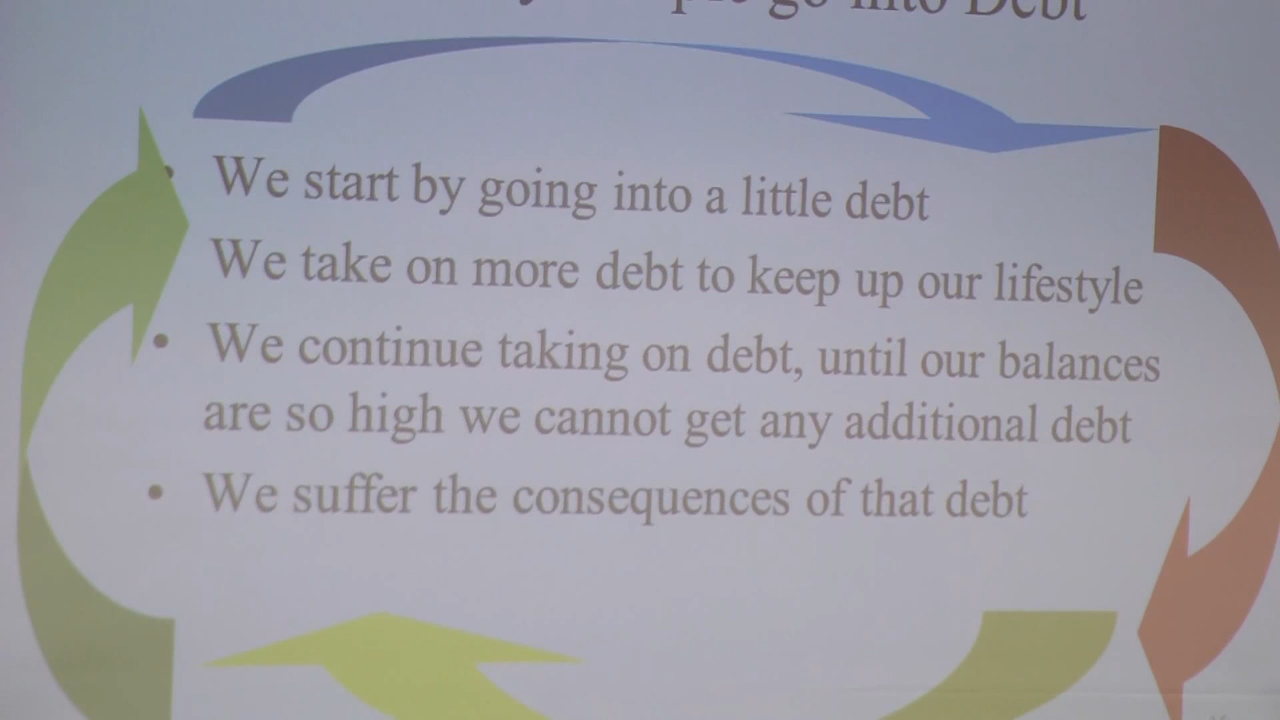 go into Debt
• We start by going into a little debt
We take on more debt to keep up our lifestyle
• We continue taking on debt, until our balances
are so high we cannot get any additional debt
• We suffer the consequences of that debt